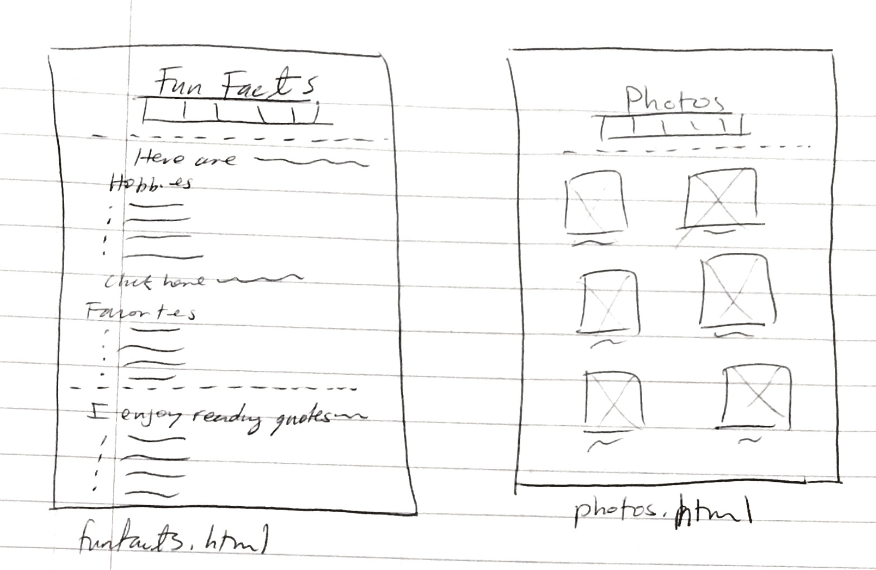 Fun Facts
Here are
Hobbies
Click here
Favorites
I enjoy reading quotes
funfacts.html
Photos
photos.html